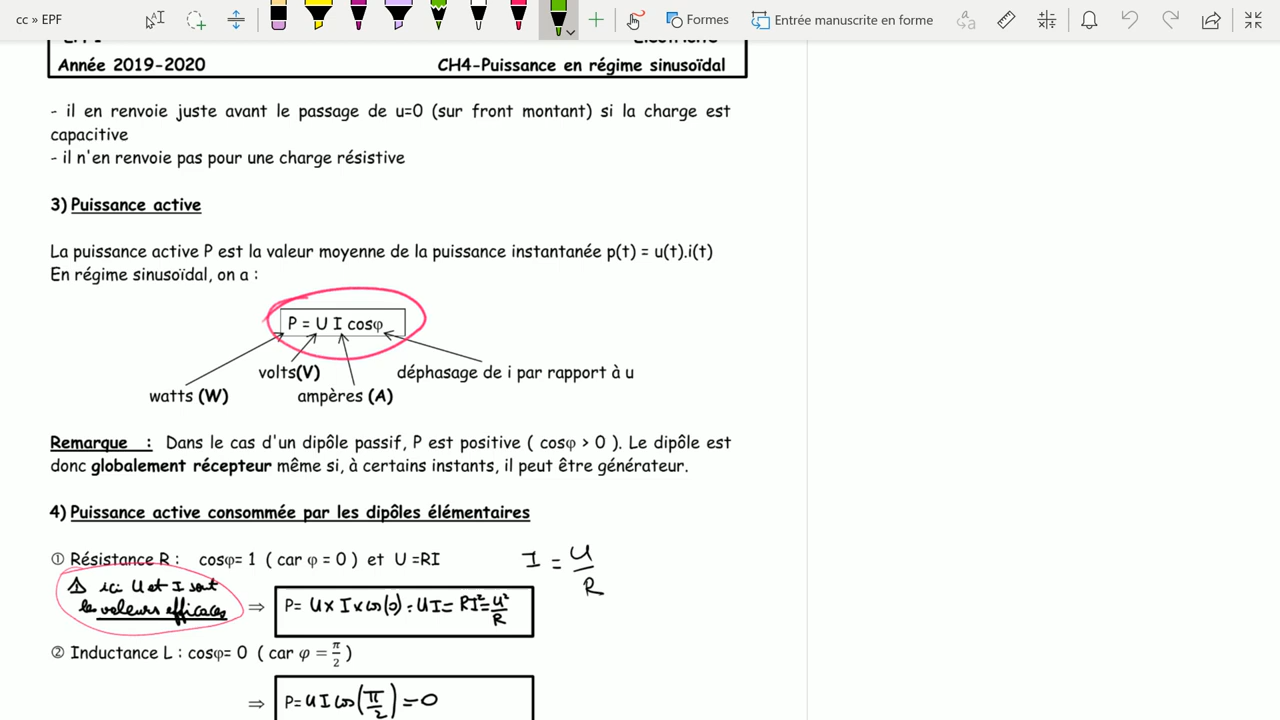 cc » EPF
Formes
Entrée manuscrite en forme
EPF1 Electricité
Année 2019-2020 CH4-Puissance en régime sinusoïdal
- il en renvoie juste avant le passage de u=0 (sur front montant) si la charge est
capacitive
- il n'en renvoie pas pour une charge résistive
3) Puissance active
La puissance active P est la valeur moyenne de la puissance instantanée p(t) = u(t).i(t)
En régime sinusoïdal, on a :
P = U I cosφ
volts(V) déphasage de i par rapport à u
watts (W) ampères (A)
Remarque : Dans le cas d'un dipôle passif, P est positive ( cosφ > 0 ). Le dipôle est
donc globalement récepteur même si, à certains instants, il peut être générateur.
4) Puissance active consommée par les dipôles élémentaires
① Résistance R : cosφ= 1 ( car φ = 0 ) et U =RI I = U/R
⚠ ici U et I sont
les valeurs efficaces ⇒ P= U x I x cos(0) = UI = RI² = U²/R
② Inductance L : cosφ= 0 ( car φ = π/2 )
⇒ P= U I cos(π/2) = 0